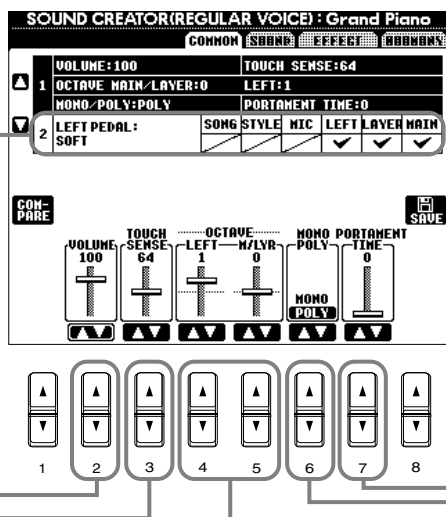 SOUND CREATOR(REGULAR VOICE) : Grand Piano
COMMON SOUND EFFECT HARMONY
VOLUME:100 TOUCH SENSE:64
1 OCTAVE MAIN/LAYER:0 LEFT:1
MONO/POLY:POLY PORTAMENT TIME:0
2 LEFT PEDAL: SONG STYLE MIC LEFT LAYER MAIN
SOFT
COM-
PARE
SAVE
TOUCH OCTAVE MONO PORTAMENT
VOLUME SENSE LEFT M/LYR POLY TIME
100 64 1 0 0
MONO
POLY
1 2 3 4 5 6 7 8